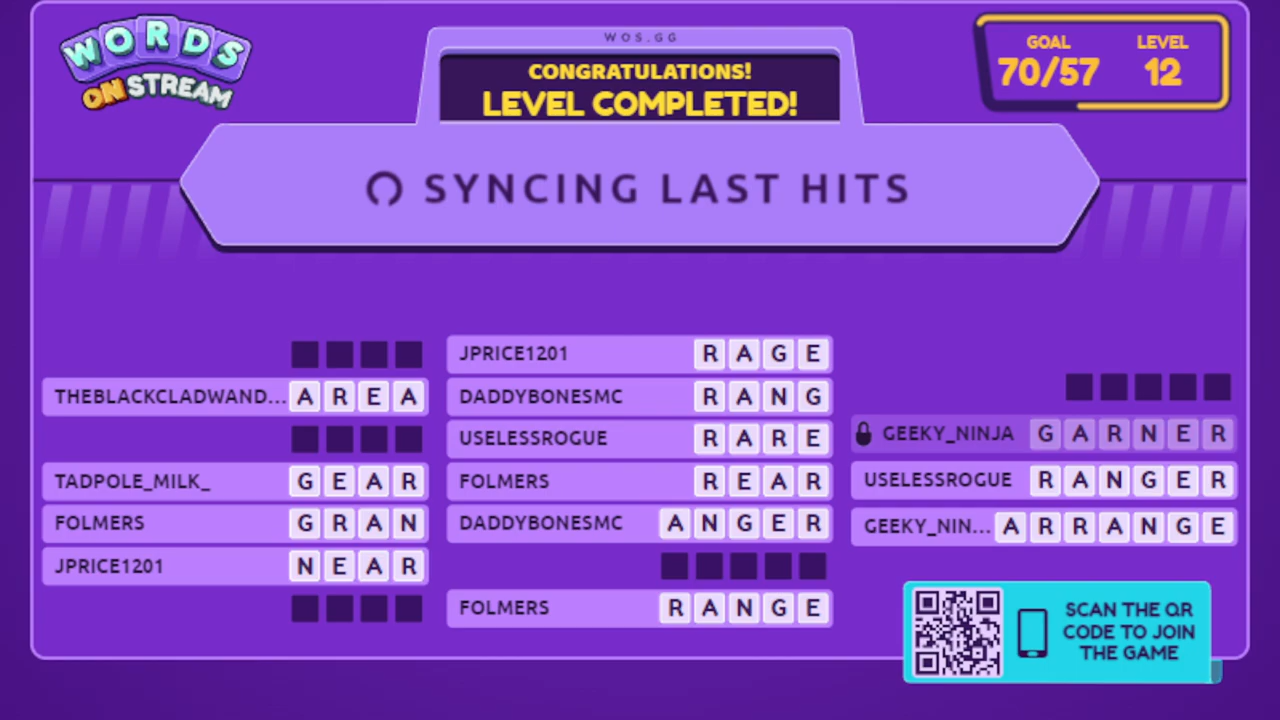 WORDS
ON STREAM
WOS.GG
CONGRATULATIONS!
LEVEL COMPLETED!
GOAL
70/57
LEVEL
12
SYNCING LAST HITS
THEBLACKCLADWAND... AREA
TADPOLE_MILK_ GEAR
FOLMERS GRAN
JPRICE1201 NEAR
JPRICE1201 RAGE
DADDYBONESMC RANG
USELESSROGUE RARE
FOLMERS REAR
DADDYBONESMC ANGER
FOLMERS RANGE
GEEKY_NINJA GARNER
USELESSROGUE RANGER
GEEKY_NIN... ARRANGE
SCAN THE QR
CODE TO JOIN
THE GAME